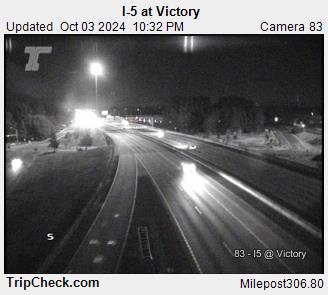 I-5 at Victory
Updated Oct 03 2024 10:32 PM Camera 83
T
S
83 - I5 @ Victory
TripCheck.com Milepost306.80